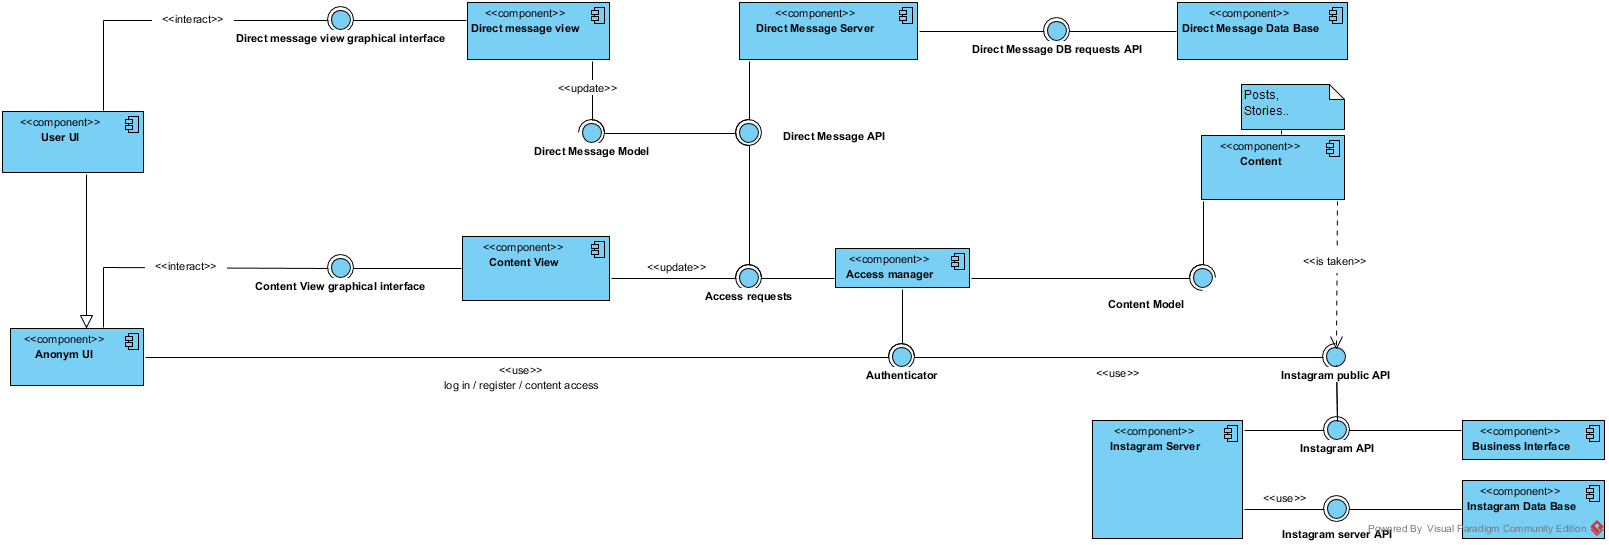 <<component>>
Direct message view
<<component>>
Direct Message Server
<<component>>
Direct Message Data Base
<<interact>>
Direct message view graphical interface
Direct Message DB requests API
<<update>>
Posts,
Stories..
<<component>>
User UI
Direct Message Model
Direct Message API
<<component>>
Content
<<component>>
Content View
<<interact>>
Content View graphical interface
<<update>>
Access requests
<<component>>
Access manager
<<is taken>>
Content Model
<<component>>
Anonym UI
<<use>>
log in / register / content access
Authenticator
<<use>>
Instagram public API
<<component>>
Instagram Server
Instagram API
<<component>>
Business Interface
<<use>>
Instagram server API
<<component>>
Instagram Data Base
Powered By Visual Paradigm Community Edition